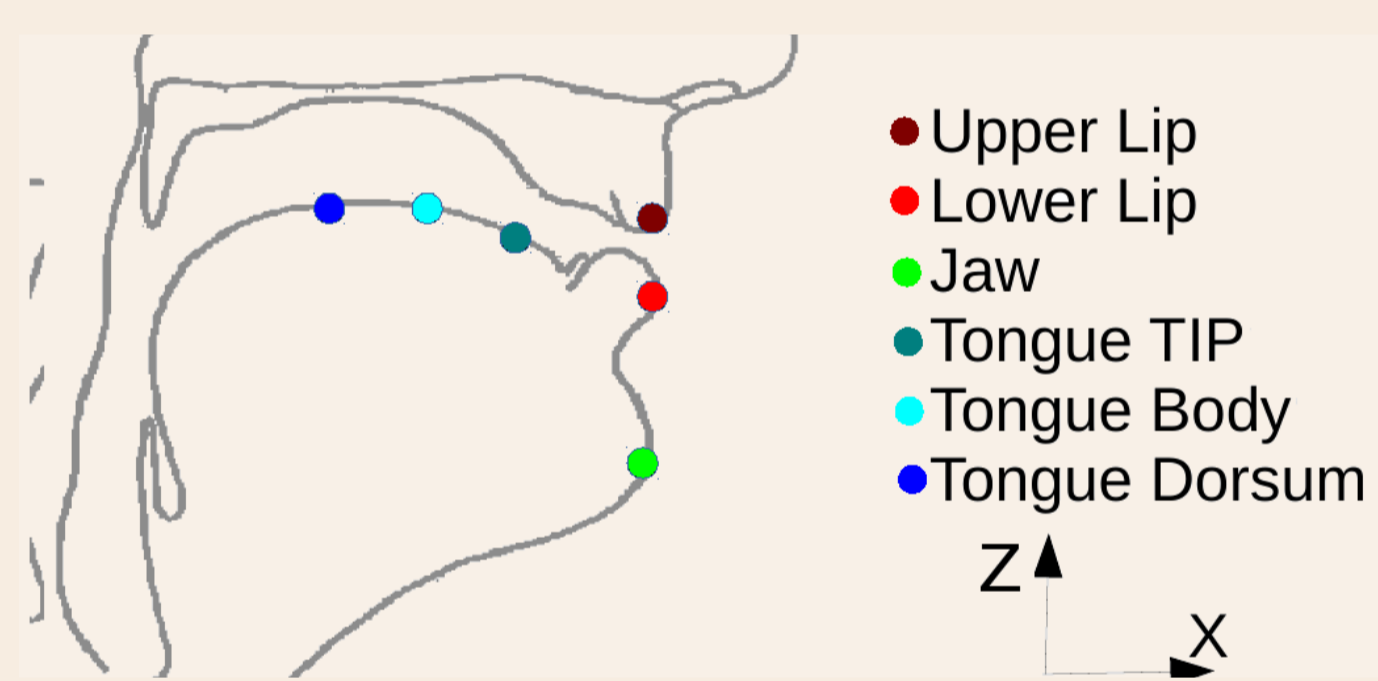 Upper Lip
Lower Lip
Jaw
Tongue TIP
Tongue Body
Tongue Dorsum
Z
X